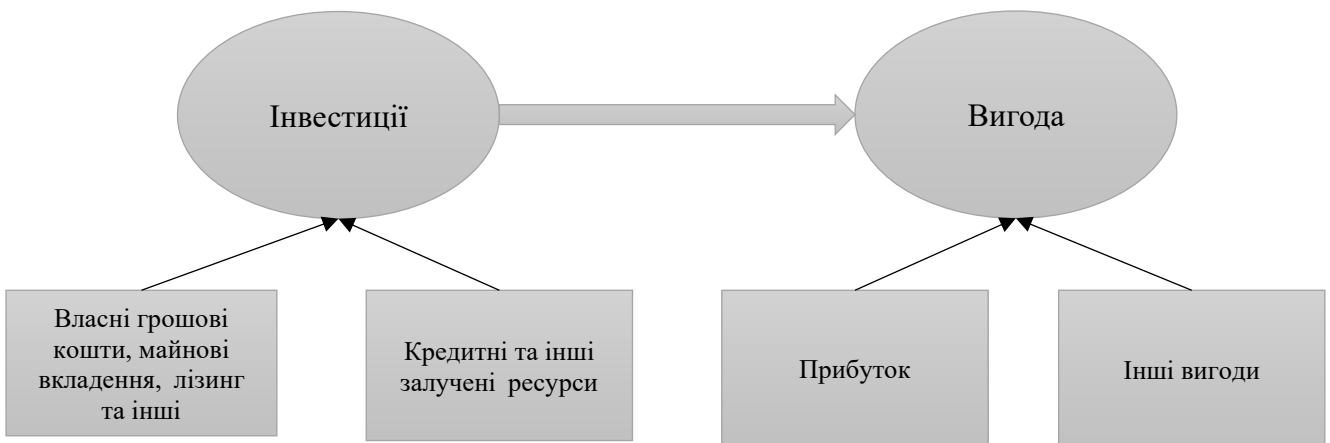 Інвестиції
Вигода
Власні грошові
кошти, майнові
вкладення, лізинг
та інші
Кредитні та інші
залучені ресурси
Прибуток
Інші вигоди